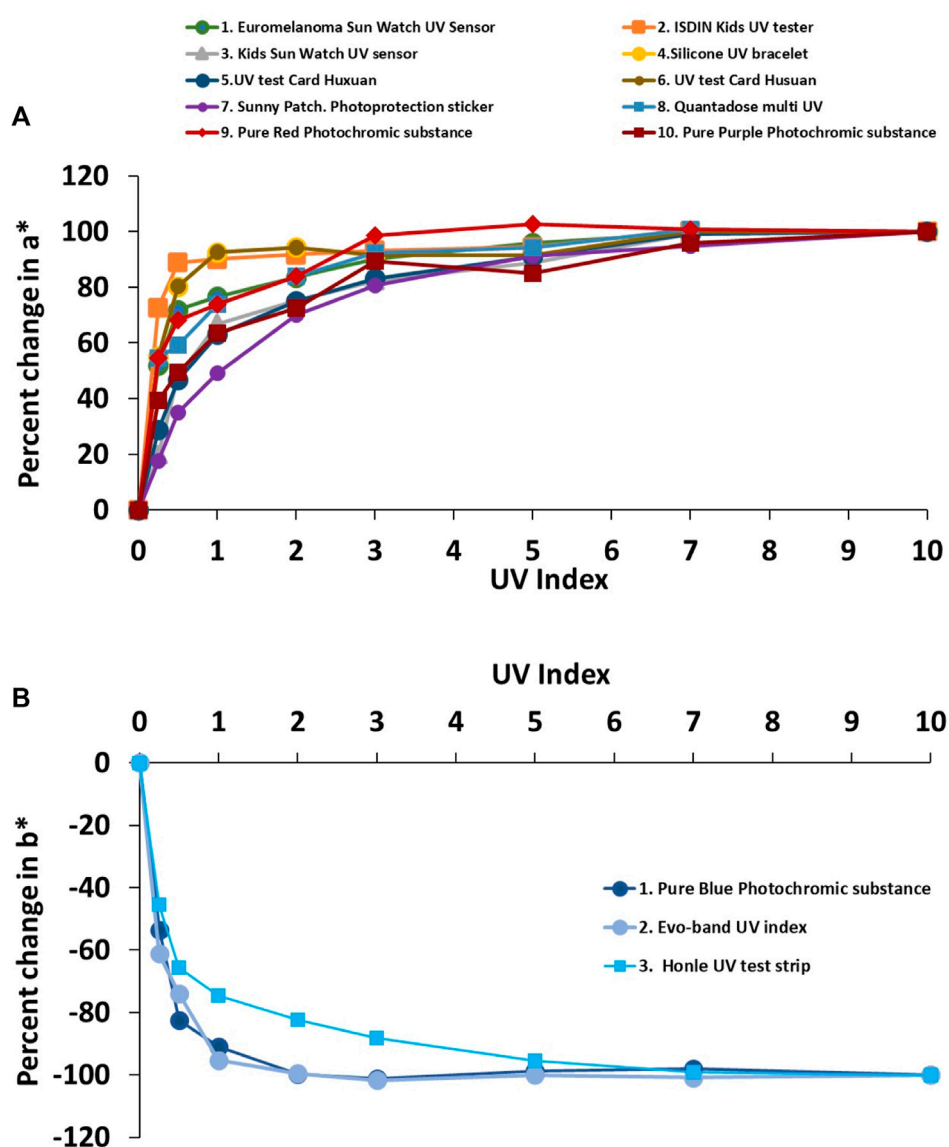 1. Euromelanoma Sun Watch UV Sensor
2. ISDIN Kids UV tester
3. Kids Sun Watch UV sensor
4.Silicone UV bracelet
5.UV test Card Huxuan
6. UV test Card Husuan
7. Sunny Patch. Photoprotection sticker
8. Quantadose multi UV
9. Pure Red Photochromic substance
10. Pure Purple Photochromic substance
A
Percent change in a*
120
100
80
60
40
20
0
0 1 2 3 4 5 6 7 8 9 10
UV Index
B
UV Index
0 1 2 3 4 5 7 8 9 10
Percent change in b*
0
-20
-40
-60
-80
-100
-120
1. Pure Blue Photochromic substance
2. Evo-band UV index
3. Honle UV test strip